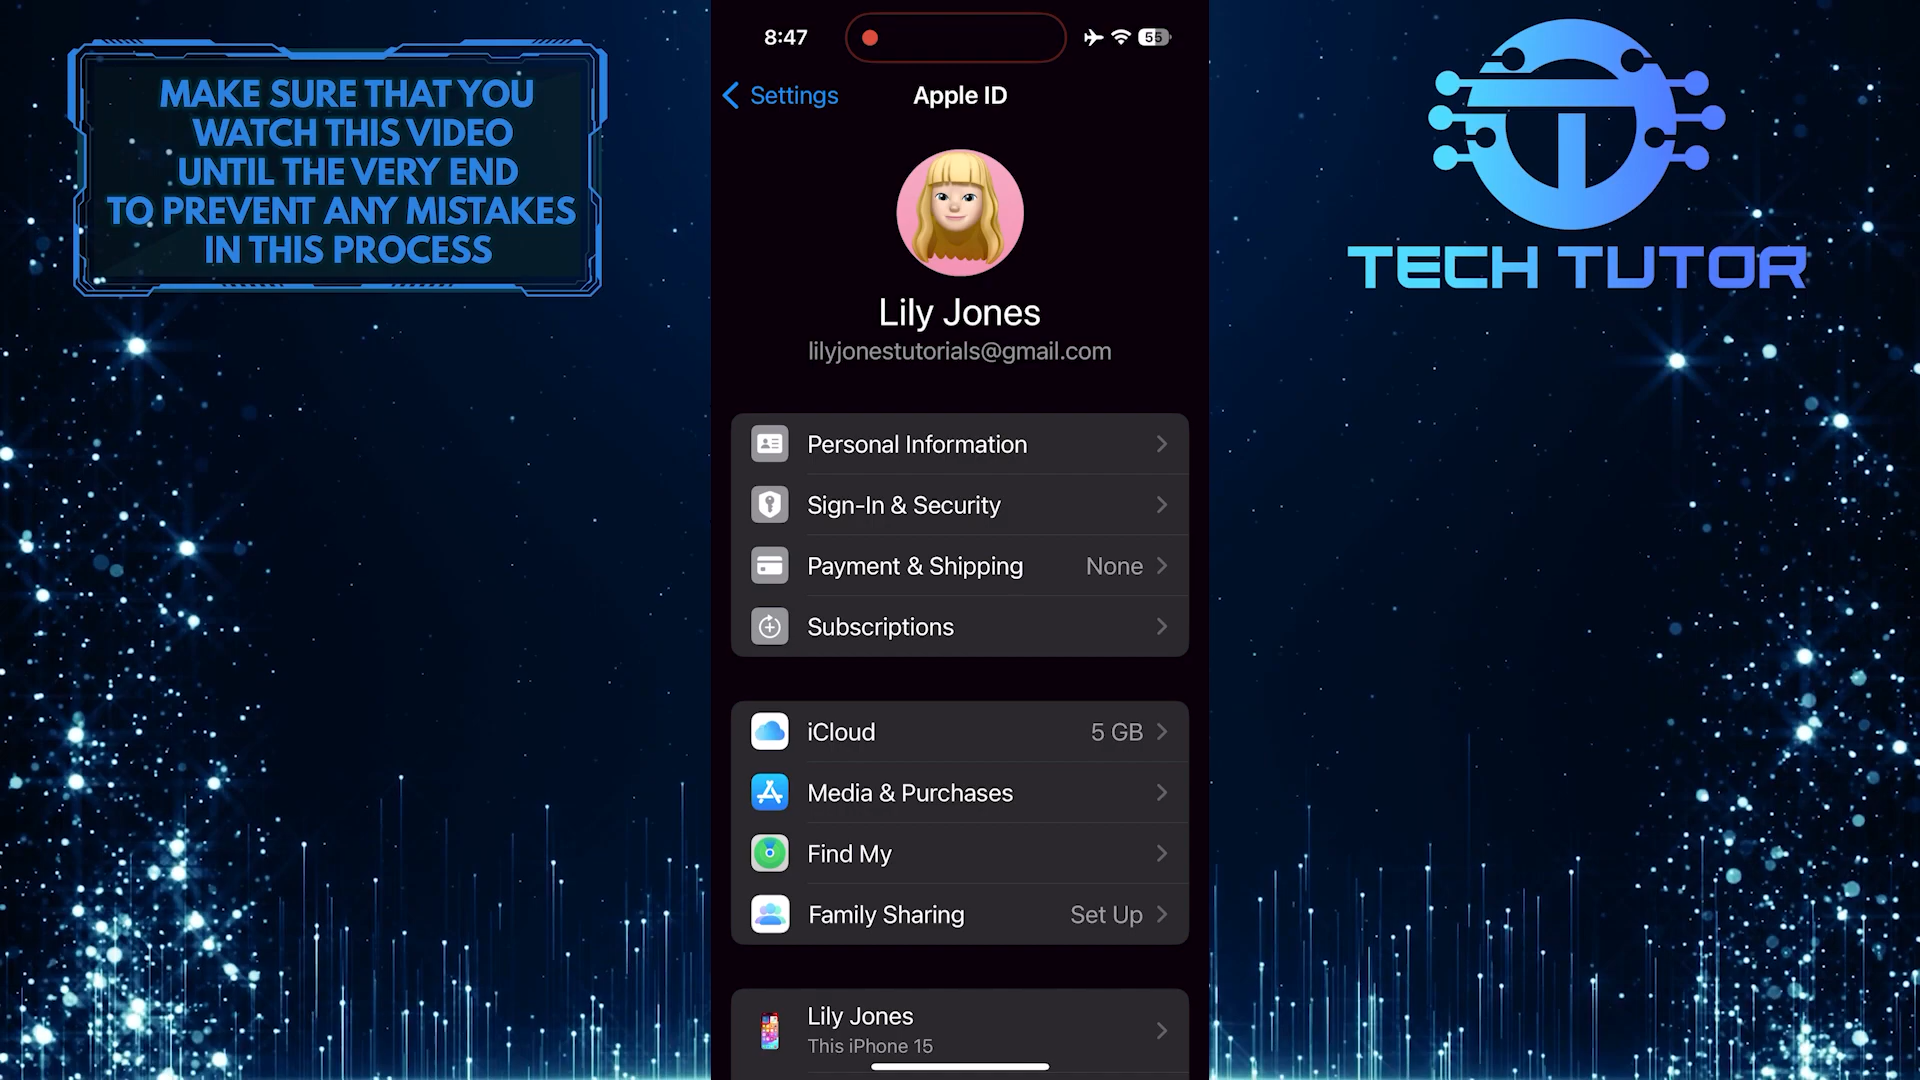 MAKE SURE THAT YOU
WATCH THIS VIDEO
UNTIL THE VERY END
TO PREVENT ANY MISTAKES
IN THIS PROCESS
8:47
55
Settings
Apple ID
Lily Jones
lilyjonestutorials@gmail.com
Personal Information
Sign-In & Security
Payment & Shipping None
Subscriptions
iCloud 5 GB
Media & Purchases
Find My
Family Sharing Set Up
Lily Jones
This iPhone 15
TECH TUTOR